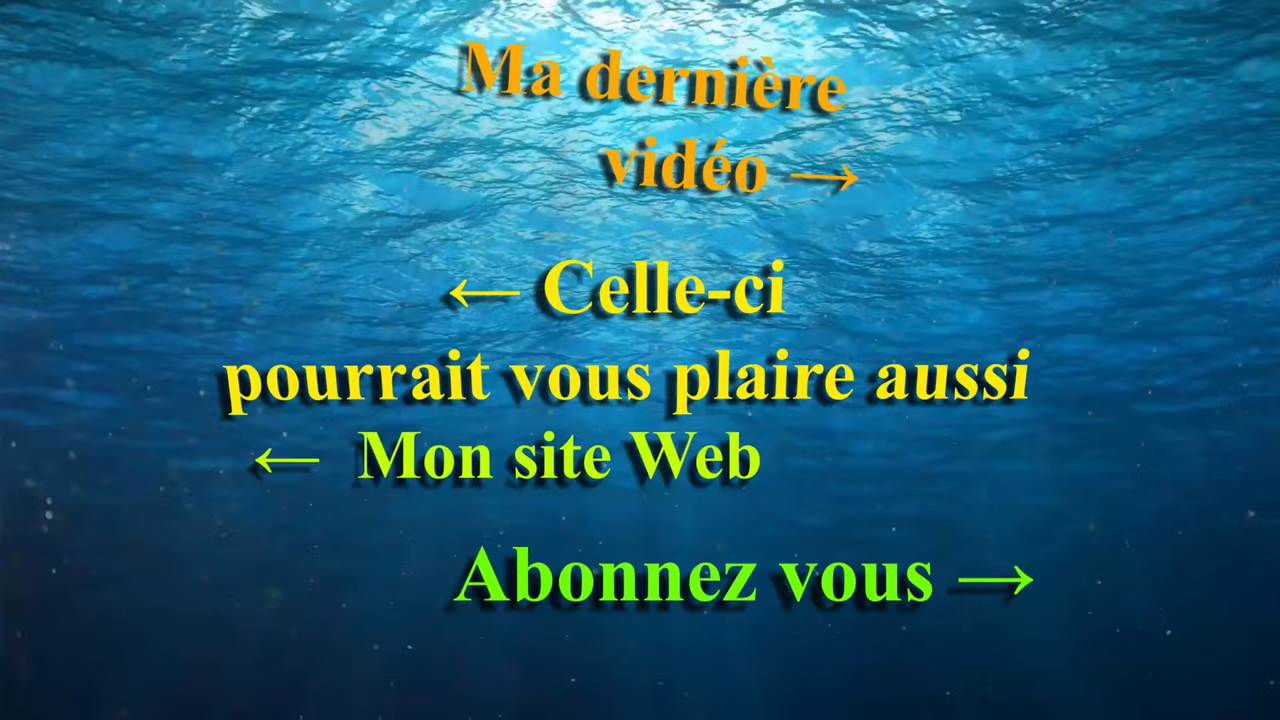 Ma dernière
vidéo →
← Celle-ci
pourrait vous plaire aussi
← Mon site Web
Abonnez vous →